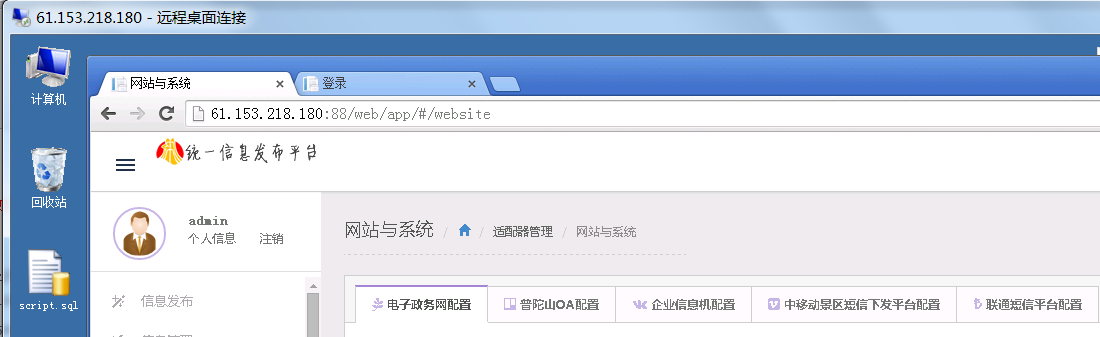 61.153.218.180 - 远程桌面连接
计算机
网站与系统
登录
61.153.218.180:88/web/app/#/website
统一信息发布平台
回收站
admin
个人信息 注销
网站与系统 / / 适配器管理 / 网站与系统
script.sql
电子政务网配置 普陀山OA配置 企业信息机配置 中移动景区短信下发平台配置 联通短信平台配置
信息发布